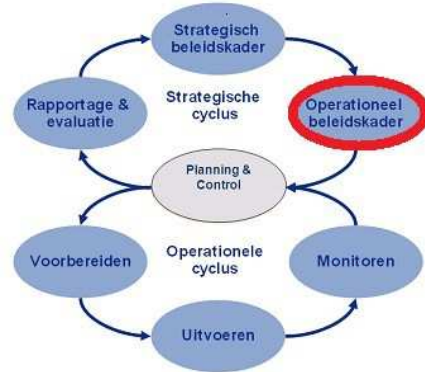 Strategisch
beleidskader
Rapportage &
evaluatie
Strategische
cyclus
Operationeel
beleidskader
Planning &
Control
Voorbereiden
Operationele
cyclus
Monitoren
Uitvoeren